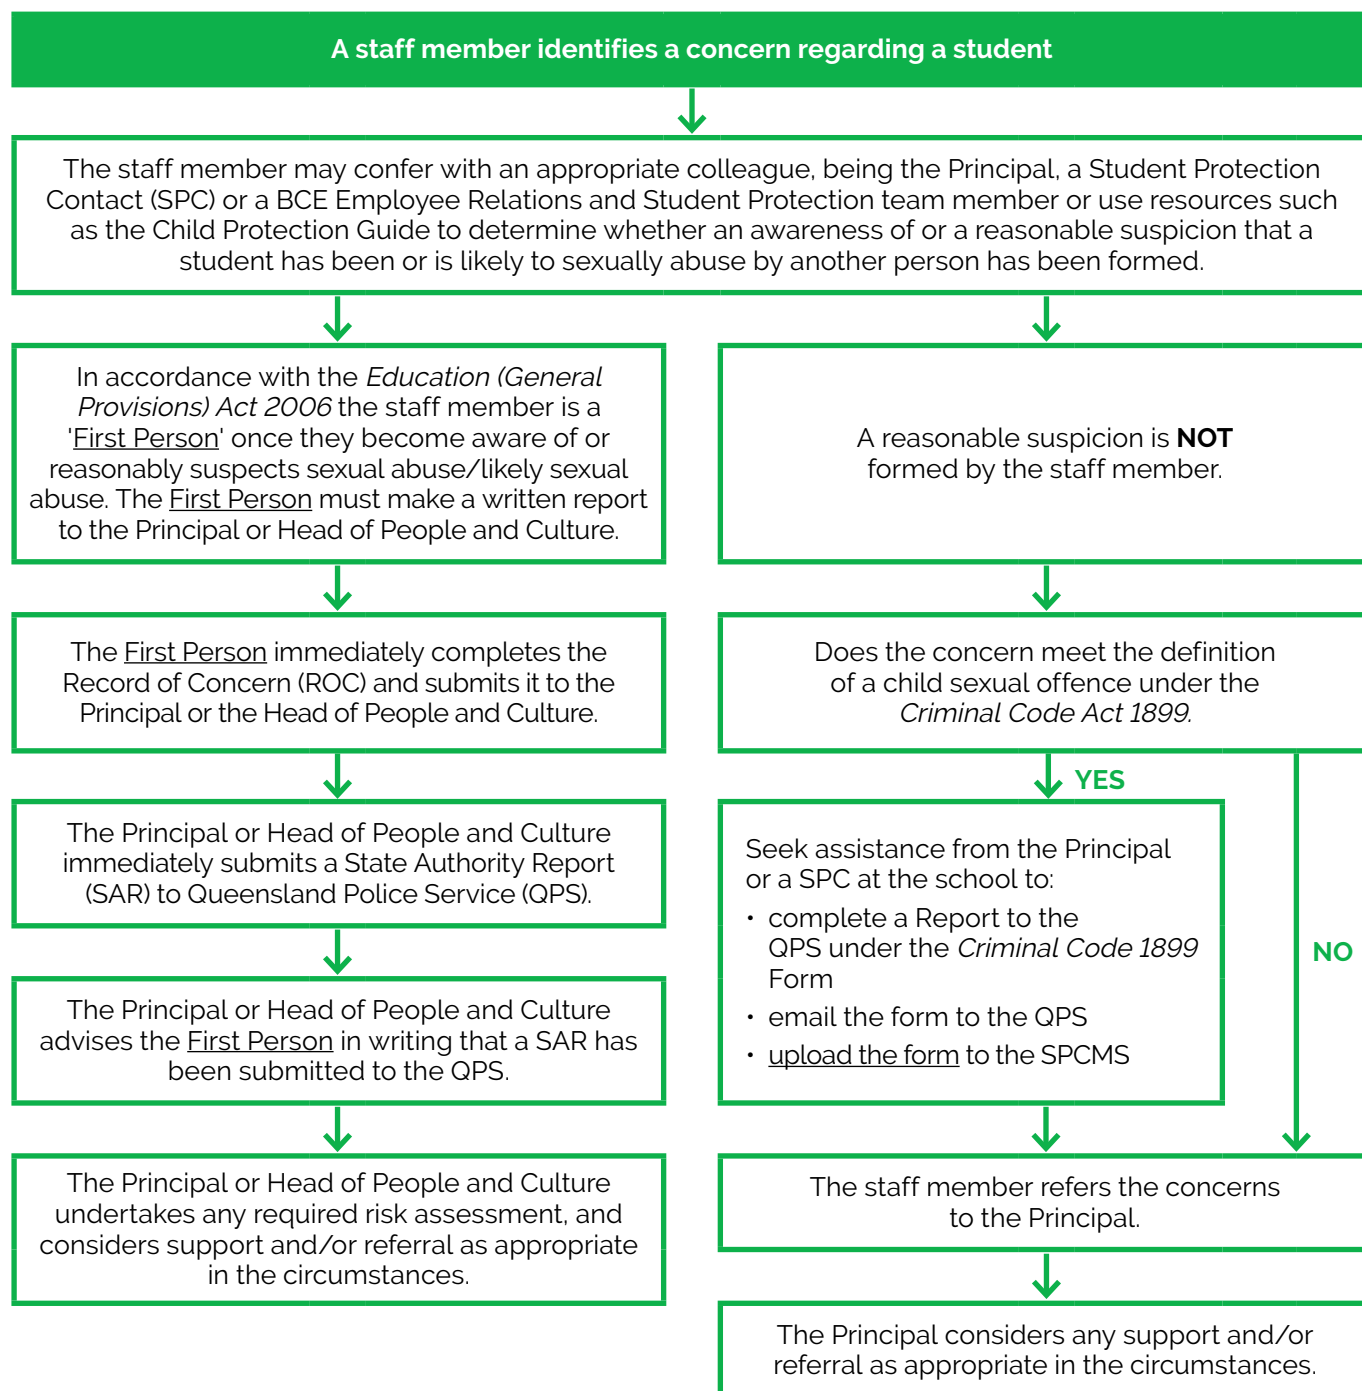 A staff member identifies a concern regarding a student
The staff member may confer with an appropriate colleague, being the Principal, a Student Protection
Contact (SPC) or a BCE Employee Relations and Student Protection team member or use resources such
as the Child Protection Guide to determine whether an awareness of or a reasonable suspicion that a
student has been or is likely to sexually abuse by another person has been formed.
In accordance with the Education (General
Provisions) Act 2006 the staff member is a
'First Person' once they become aware of or
reasonably suspects sexual abuse/likely sexual
abuse. The First Person must make a written report
to the Principal or Head of People and Culture.
The First Person immediately completes the
Record of Concern (ROC) and submits it to the
Principal or the Head of People and Culture.
The Principal or Head of People and Culture
immediately submits a State Authority Report
(SAR) to Queensland Police Service (QPS).
The Principal or Head of People and Culture
advises the First Person in writing that a SAR has
been submitted to the QPS.
The Principal or Head of People and Culture
undertakes any required risk assessment, and
considers support and/or referral as appropriate
in the circumstances.
A reasonable suspicion is NOT
formed by the staff member.
Does the concern meet the definition
of a child sexual offence under the
Criminal Code Act 1899.
YES
Seek assistance from the Principal
or a SPC at the school to:
• complete a Report to the
QPS under the Criminal Code 1899
Form
• email the form to the QPS
• upload the form to the SPCMS
NO
The staff member refers the concerns
to the Principal.
The Principal considers any support and/or
referral as appropriate in the circumstances.